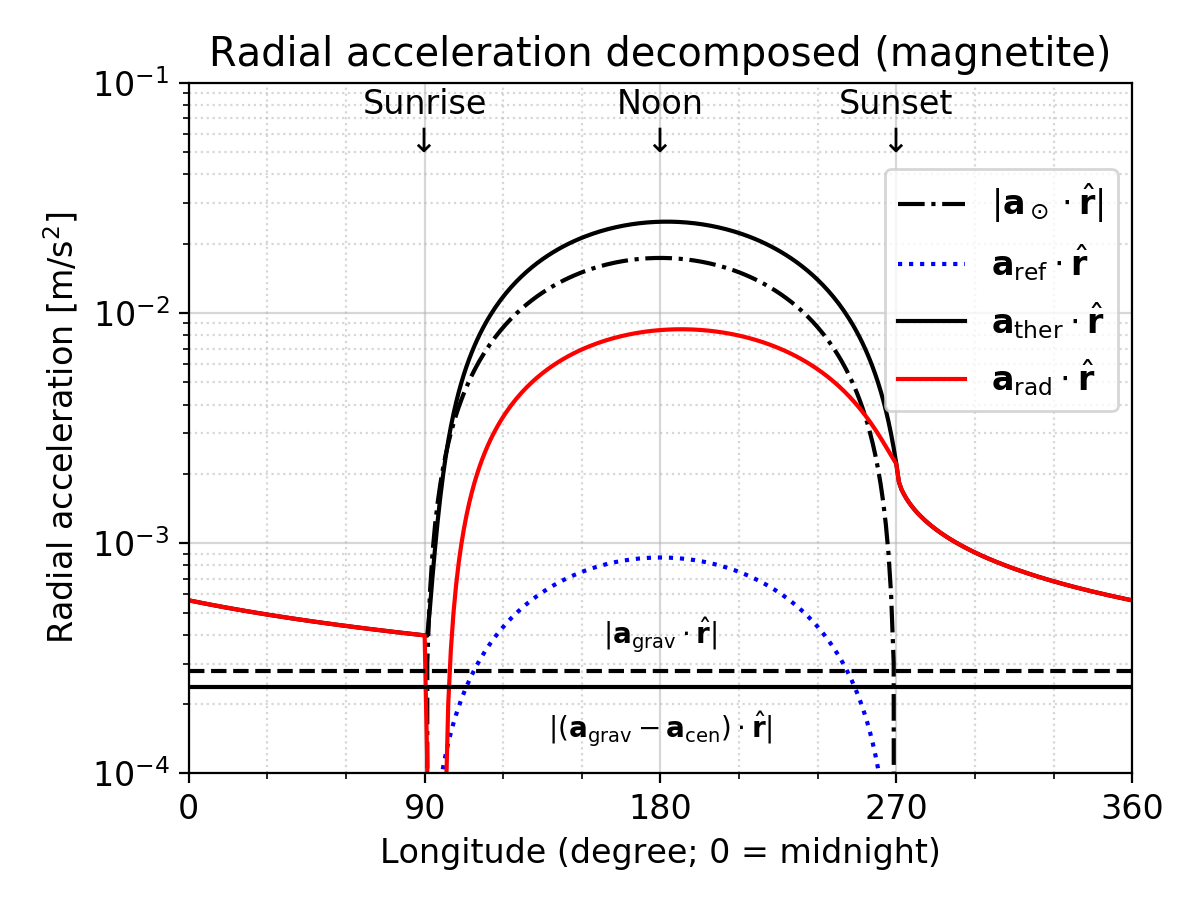 Radial acceleration decomposed (magnetite)
Radial acceleration [m/s²]
10⁻¹
10⁻²
10⁻³
10⁻⁴
Sunrise
↓
Noon
↓
Sunset
↓
|a⊙ · r̂|
a_ref · r̂
a_ther · r̂
a_rad · r̂
|a_grav · r̂|
|(a_grav − a_cen) · r̂|
0 90 180 270 360
Longitude (degree; 0 = midnight)